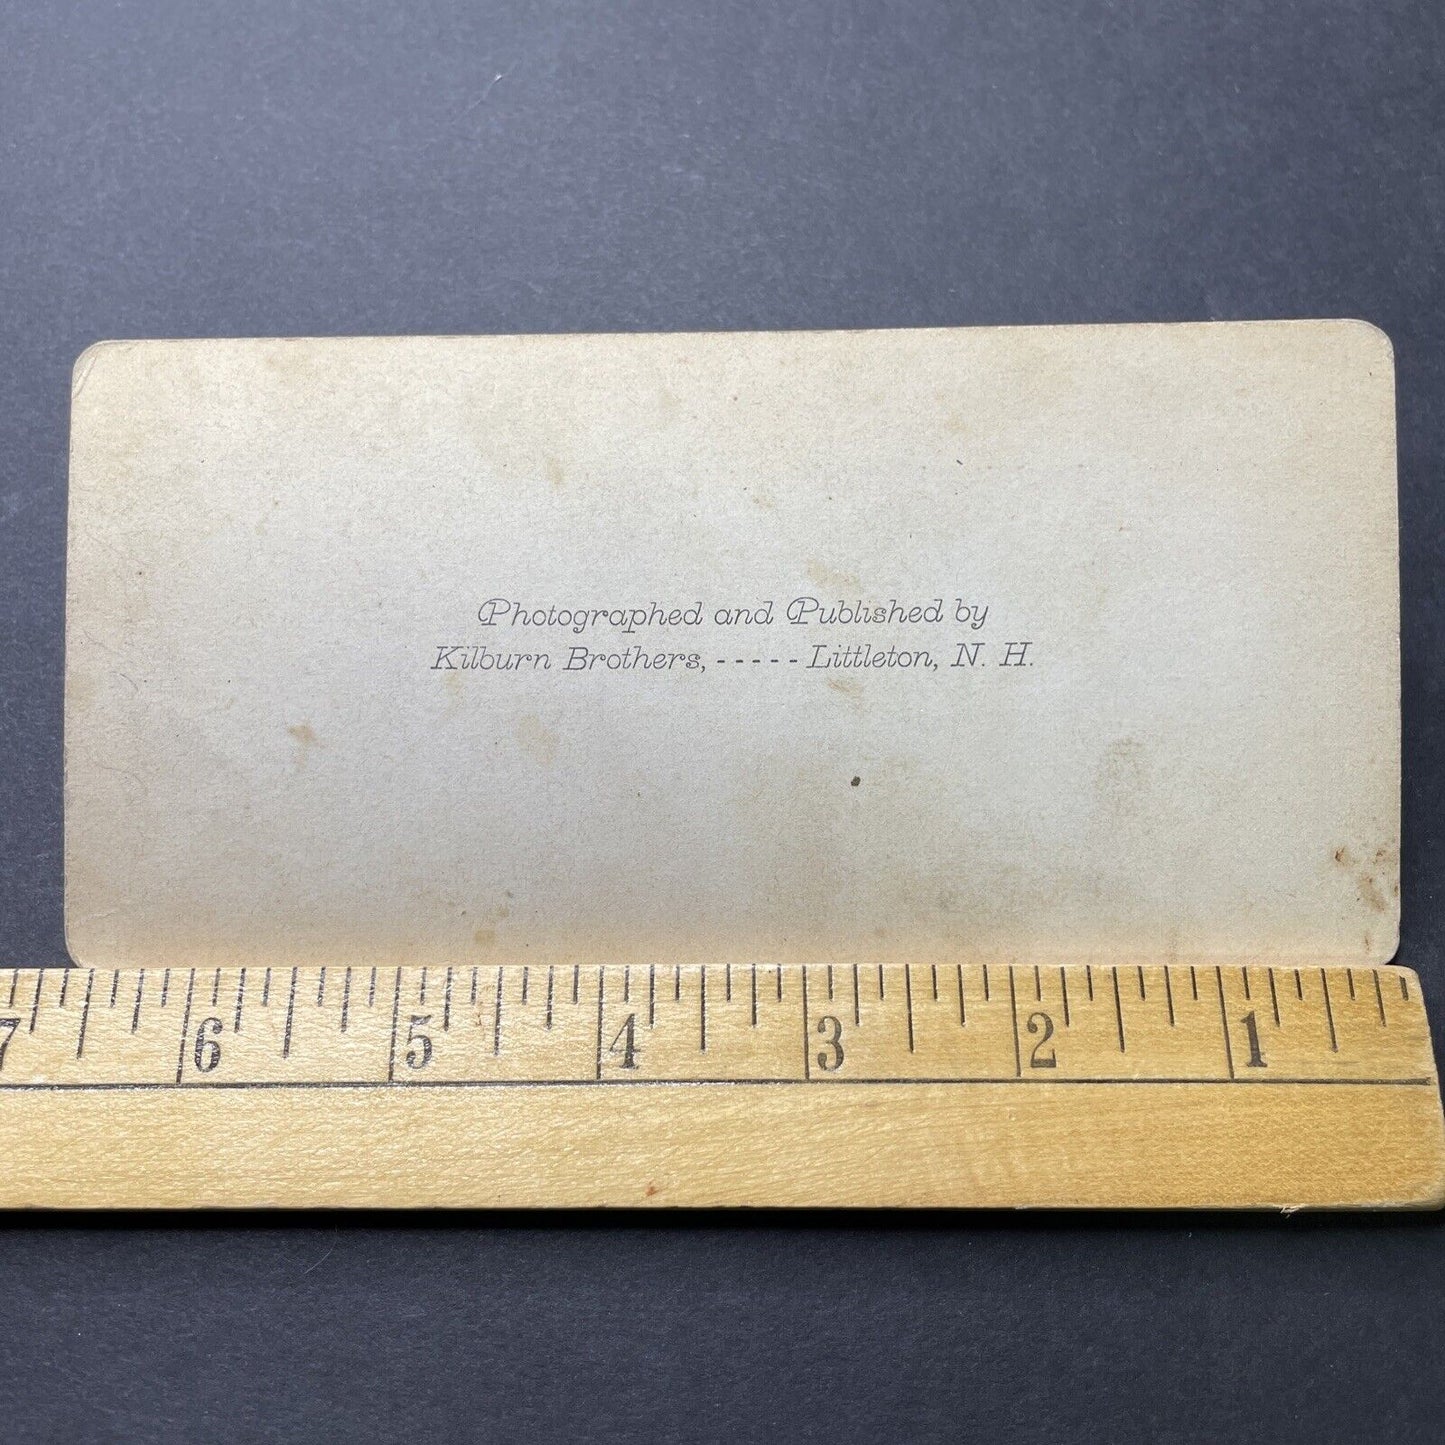 Photographed and Published by
Kilburn Brothers, - - - - - Littleton, N. H.
7 6 5 4 3 2 1